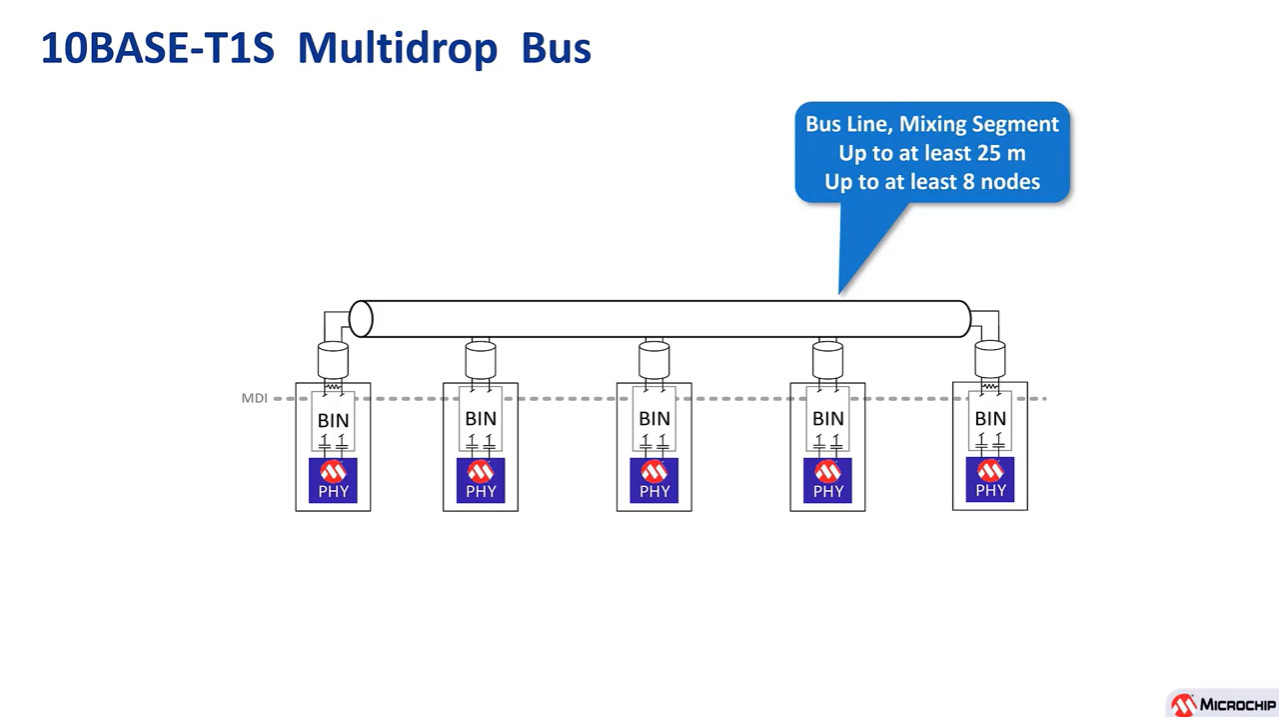 10BASE-T1S Multidrop Bus
Bus Line, Mixing Segment
Up to at least 25 m
Up to at least 8 nodes
MDI
BIN
BIN
BIN
BIN
BIN
PHY
PHY
PHY
PHY
PHY
MICROCHIP